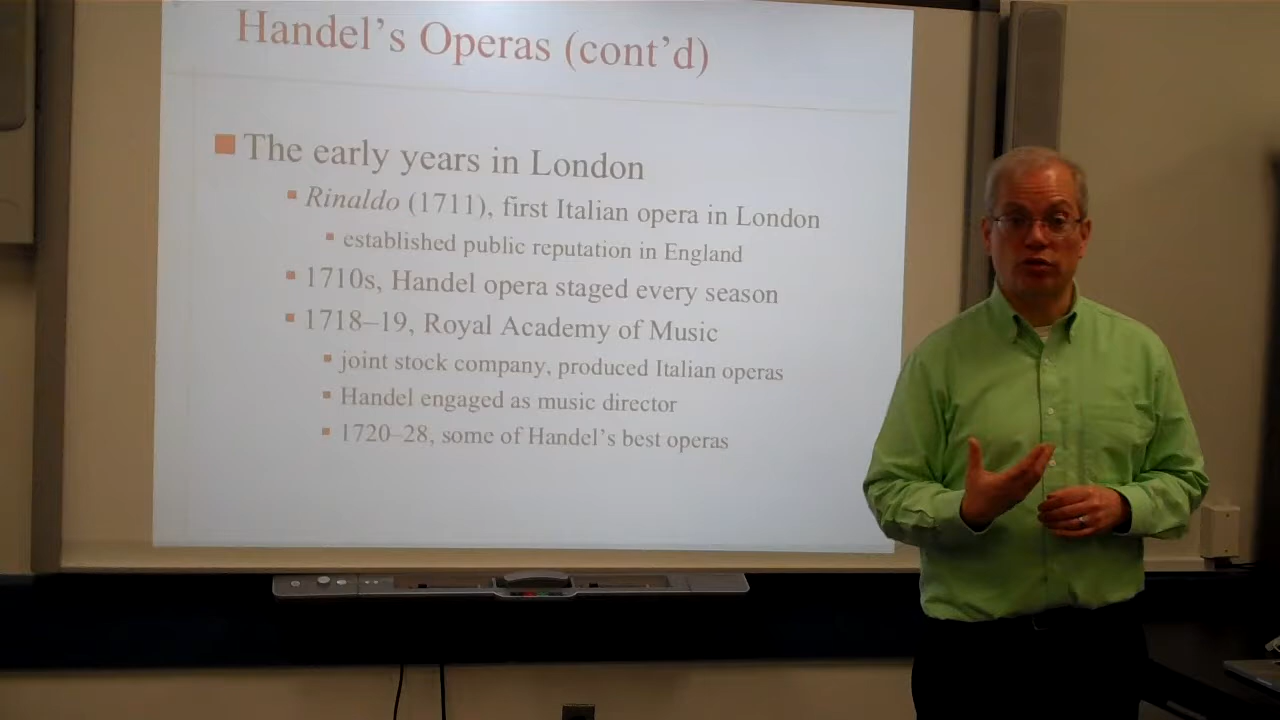 Handel's Operas (cont'd)
The early years in London
Rinaldo (1711), first Italian opera in London
established public reputation in England
1710s, Handel opera staged every season
1718–19, Royal Academy of Music
joint stock company, produced Italian operas
Handel engaged as music director
1720–28, some of Handel's best operas